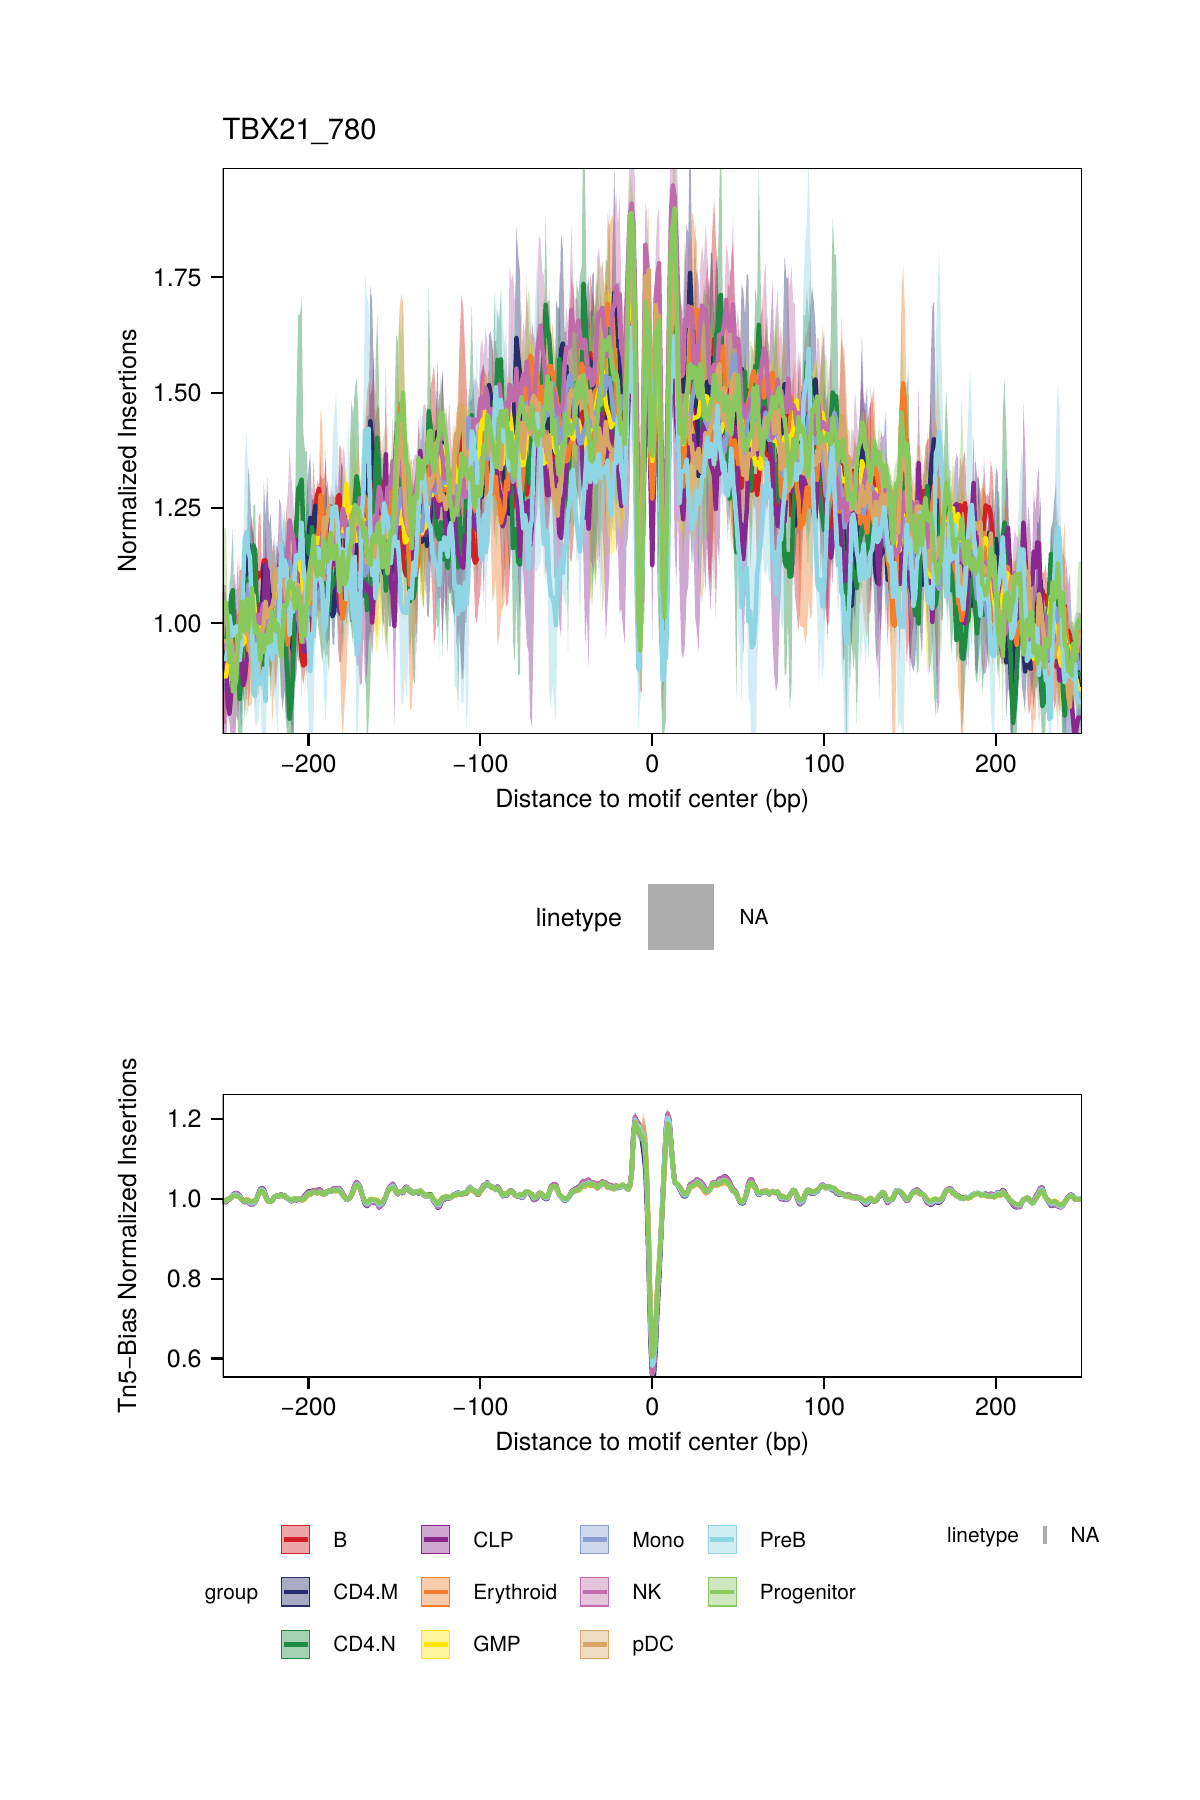 TBX21_780
Normalized Insertions
1.75
1.50
1.25
1.00
−200 −100 0 100 200
Distance to motif center (bp)
linetype NA
Tn5−Bias Normalized Insertions
1.2
1.0
0.8
0.6
−200 −100 0 100 200
Distance to motif center (bp)
B CLP Mono PreB linetype NA
group CD4.M Erythroid NK Progenitor
CD4.N GMP pDC